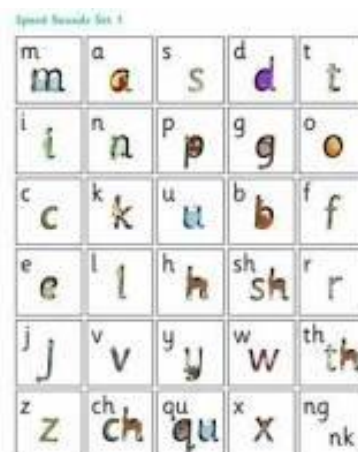 Speed Sounds Set 1
m a s d t
m a s d t
i n p g o
i n p g o
c k u b f
c k u b f
e l h sh r
e l h sh r
j v y w th
j v y w th
z ch qu x ng
z ch qu x nk